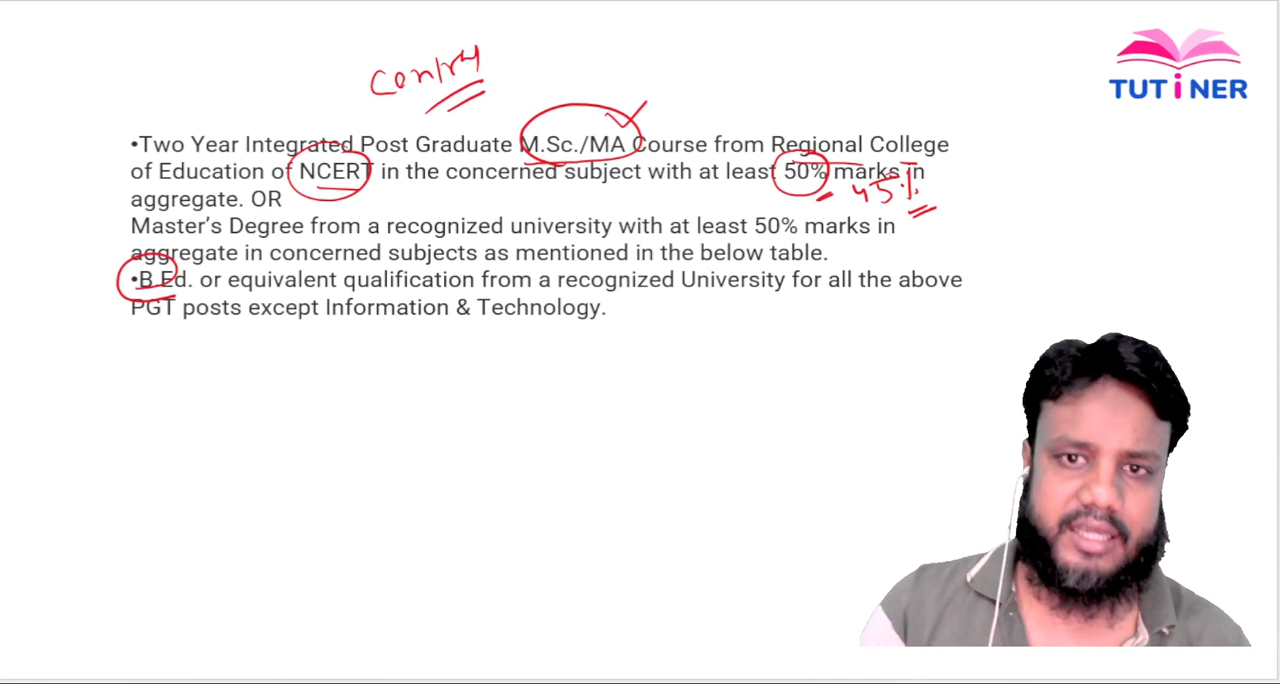 TUTiNER
•Two Year Integrated Post Graduate M.Sc./MA Course from Regional College
of Education of NCERT in the concerned subject with at least 50% marks in
45%
aggregate. OR
Master's Degree from a recognized university with at least 50% marks in
aggregate in concerned subjects as mentioned in the below table.
•B.Ed. or equivalent qualification from a recognized University for all the above
PGT posts except Information & Technology.